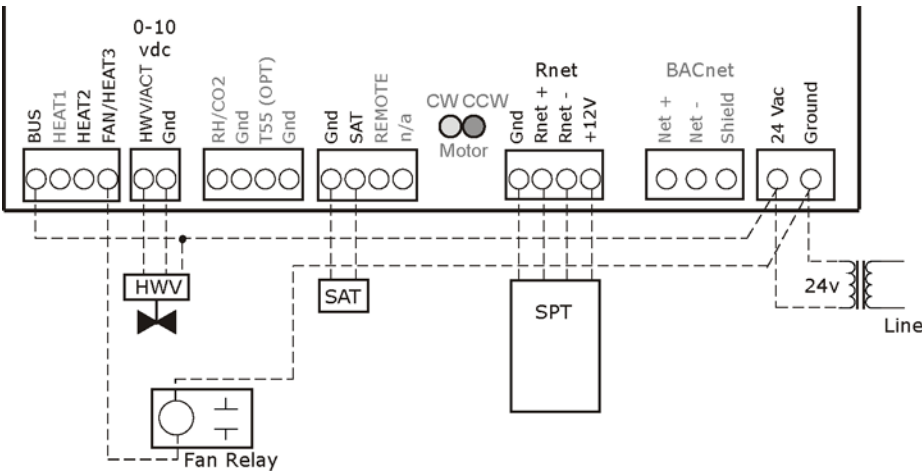 0-10
vdc
BUS
HEAT1
HEAT2
FAN/HEAT3
HWV/ACT
Gnd
RH/CO2
Gnd
T55 (OPT)
Gnd
Gnd
SAT
REMOTE
n/a
CW CCW
Motor
Rnet
Gnd
Rnet +
Rnet -
+12V
BACnet
Net +
Net -
Shield
24 Vac
Ground
HWV
SAT
SPT
24v
Line
Fan Relay